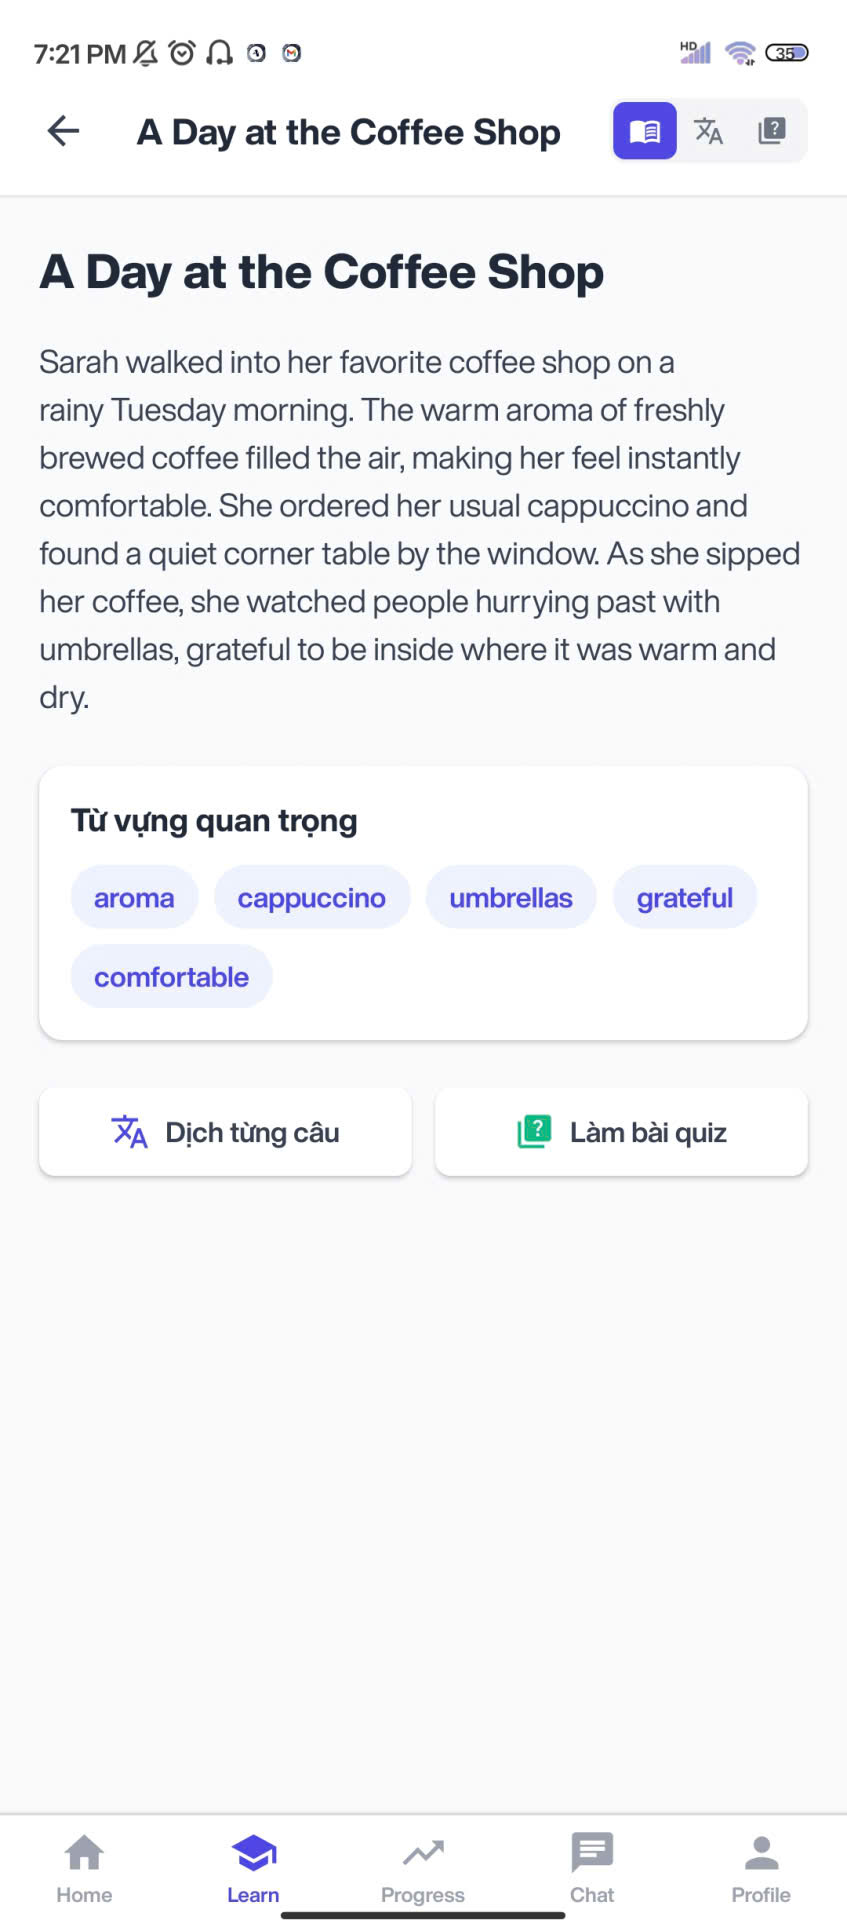 7:21 PM
HD
35
A Day at the Coffee Shop
A Day at the Coffee Shop
Sarah walked into her favorite coffee shop on a
rainy Tuesday morning. The warm aroma of freshly
brewed coffee filled the air, making her feel instantly
comfortable. She ordered her usual cappuccino and
found a quiet corner table by the window. As she sipped
her coffee, she watched people hurrying past with
umbrellas, grateful to be inside where it was warm and
dry.
Từ vựng quan trọng
aroma cappuccino umbrellas grateful
comfortable
Dịch từng câu Làm bài quiz
Home Learn Progress Chat Profile